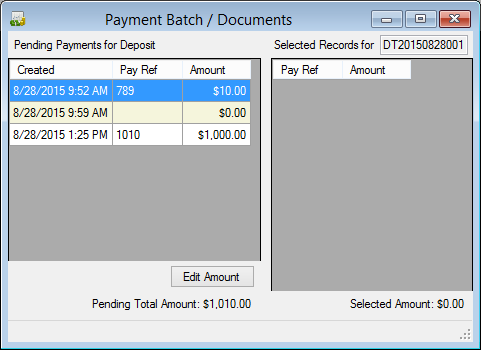 Payment Batch / Documents
Pending Payments for Deposit
Selected Records for DT20150828001
Created Pay Ref Amount
8/28/2015 9:52 AM 789 $10.00
8/28/2015 9:59 AM $0.00
8/28/2015 1:25 PM 1010 $1,000.00
Pay Ref Amount
Edit Amount
Pending Total Amount: $1,010.00
Selected Amount: $0.00